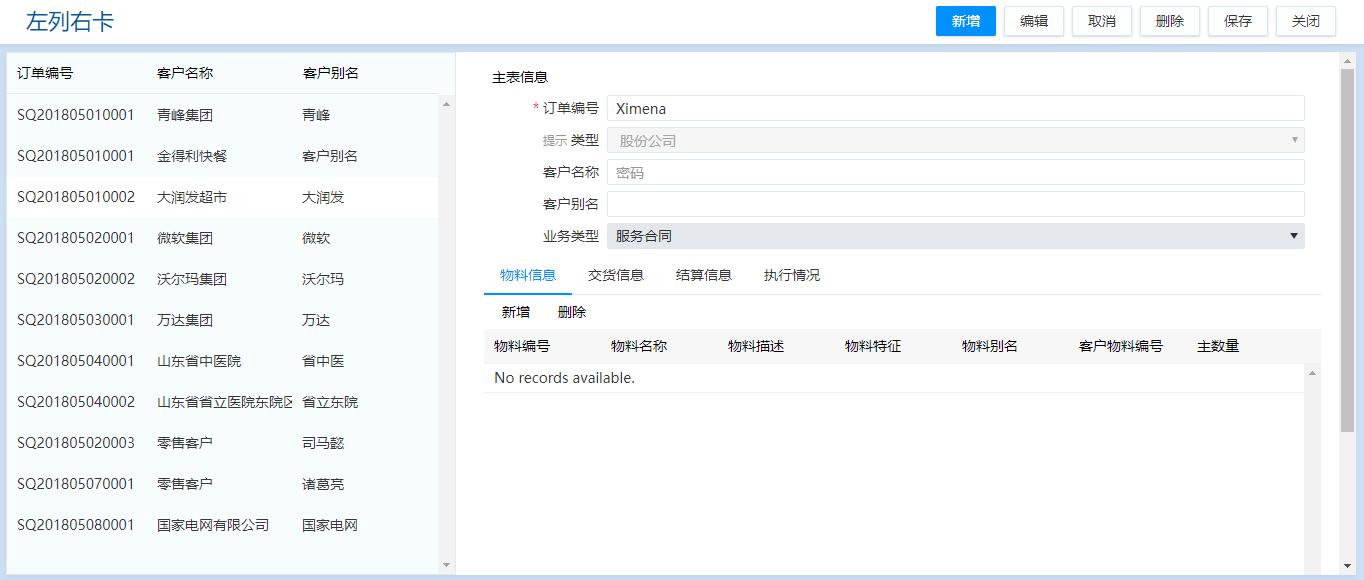 左列右卡
新增 编辑 取消 删除 保存 关闭
订单编号 客户名称 客户别名
SQ201805010001 青峰集团 青峰
SQ201805010001 金得利快餐 客户别名
SQ201805010002 大润发超市 大润发
SQ201805020001 微软集团 微软
SQ201805020002 沃尔玛集团 沃尔玛
SQ201805030001 万达集团 万达
SQ201805040001 山东省中医院 省中医
SQ201805040002 山东省省立医院东院区 省立东院
SQ201805020003 零售客户 司马懿
SQ201805070001 零售客户 诸葛亮
SQ201805080001 国家电网有限公司 国家电网
主表信息
* 订单编号 Ximena
提示 类型 股份公司
客户名称 密码
客户别名
业务类型 服务合同
物料信息 交货信息 结算信息 执行情况
新增 删除
物料编号 物料名称 物料描述 物料特征 物料别名 客户物料编号 主数量
No records available.